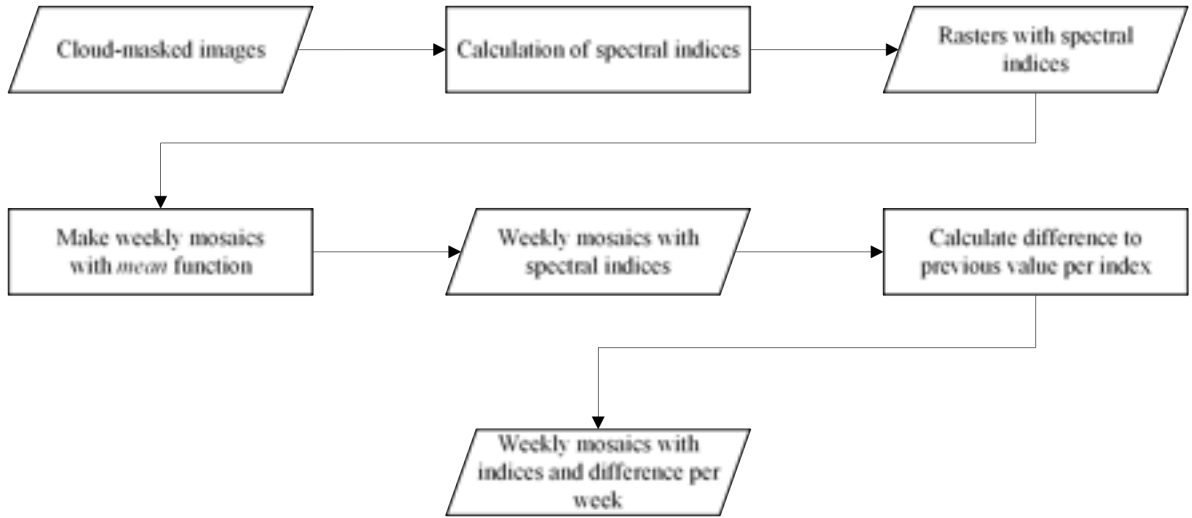 Cloud-masked images
Calculation of spectral indices
Rasters with spectral
indices
Make weekly mosaics
with mean function
Weekly mosaics with
spectral indices
Calculate difference to
previous value per index
Weekly mosaics with
indices and difference per
week